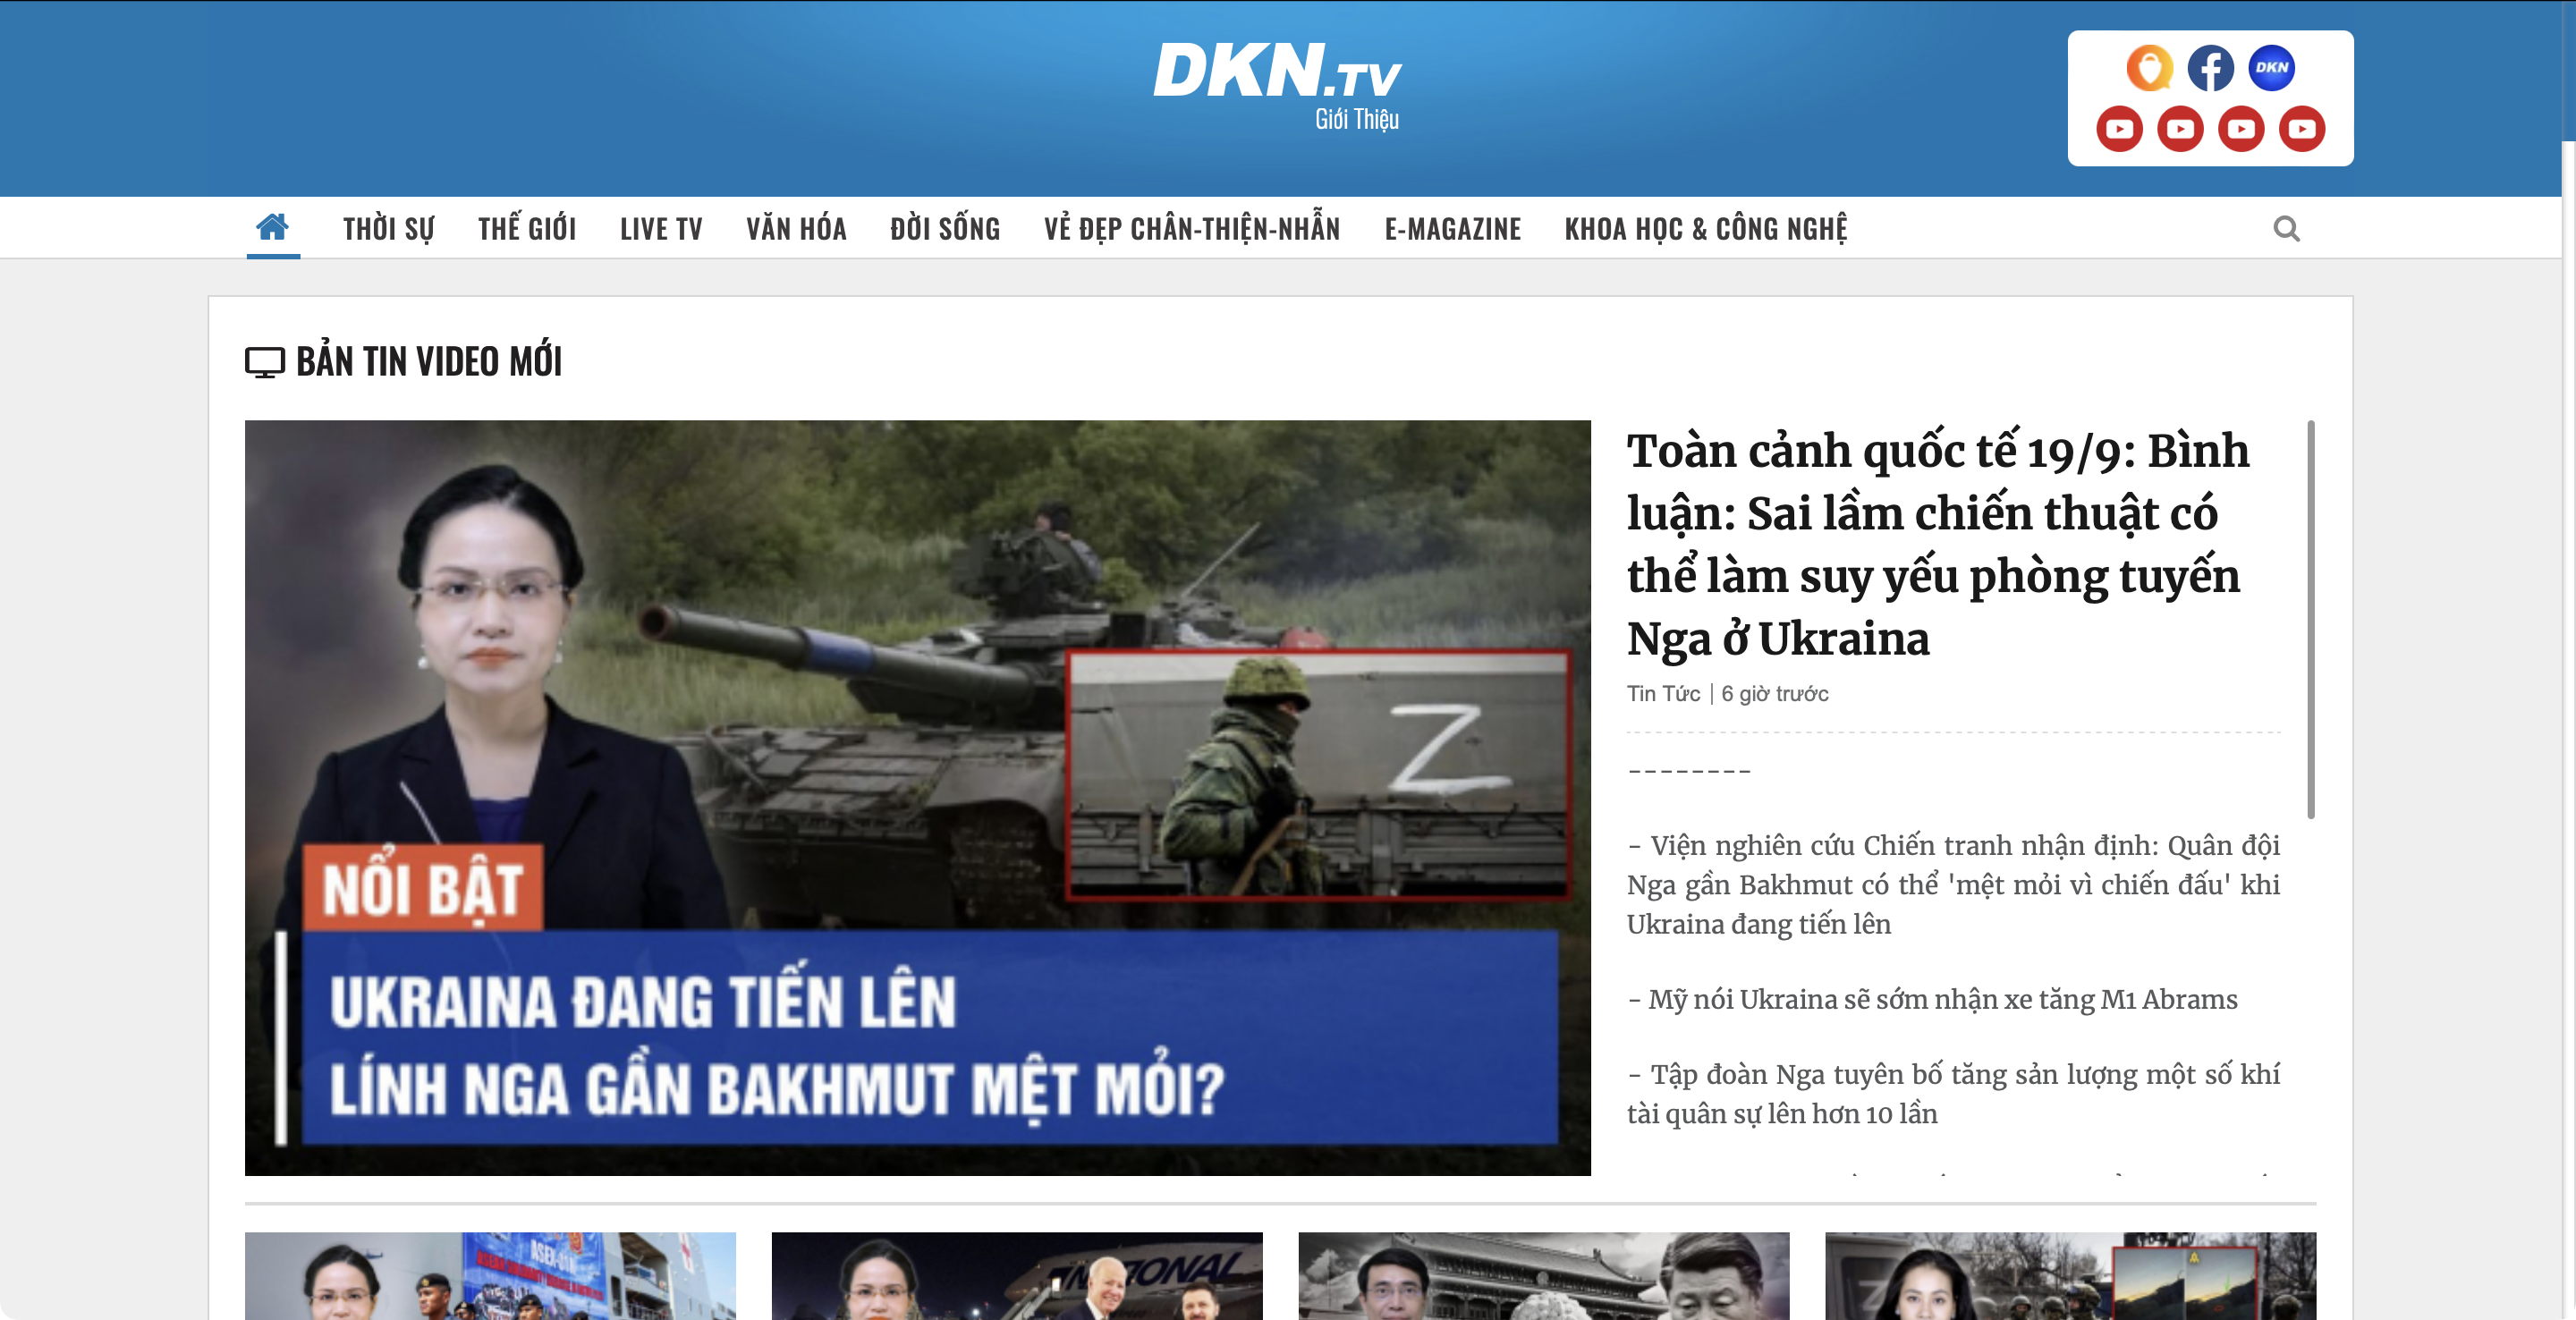 DKN.TV
Giới Thiệu
DKN
THỜI SỰ
THẾ GIỚI
LIVE TV
VĂN HÓA
ĐỜI SỐNG
VẺ ĐẸP CHÂN-THIỆN-NHẪN
E-MAGAZINE
KHOA HỌC & CÔNG NGHỆ
BẢN TIN VIDEO MỚI
Z
NỔI BẬT
UKRAINA ĐANG TIẾN LÊN
LÍNH NGA GẦN BAKHMUT MỆT MỎI?
Toàn cảnh quốc tế 19/9: Bình
luận: Sai lầm chiến thuật có
thể làm suy yếu phòng tuyến
Nga ở Ukraina
Tin Tức | 6 giờ trước
--------
- Viện nghiên cứu Chiến tranh nhận định: Quân đội
Nga gần Bakhmut có thể 'mệt mỏi vì chiến đấu' khi
Ukraina đang tiến lên
- Mỹ nói Ukraina sẽ sớm nhận xe tăng M1 Abrams
- Tập đoàn Nga tuyên bố tăng sản lượng một số khí
tài quân sự lên hơn 10 lần